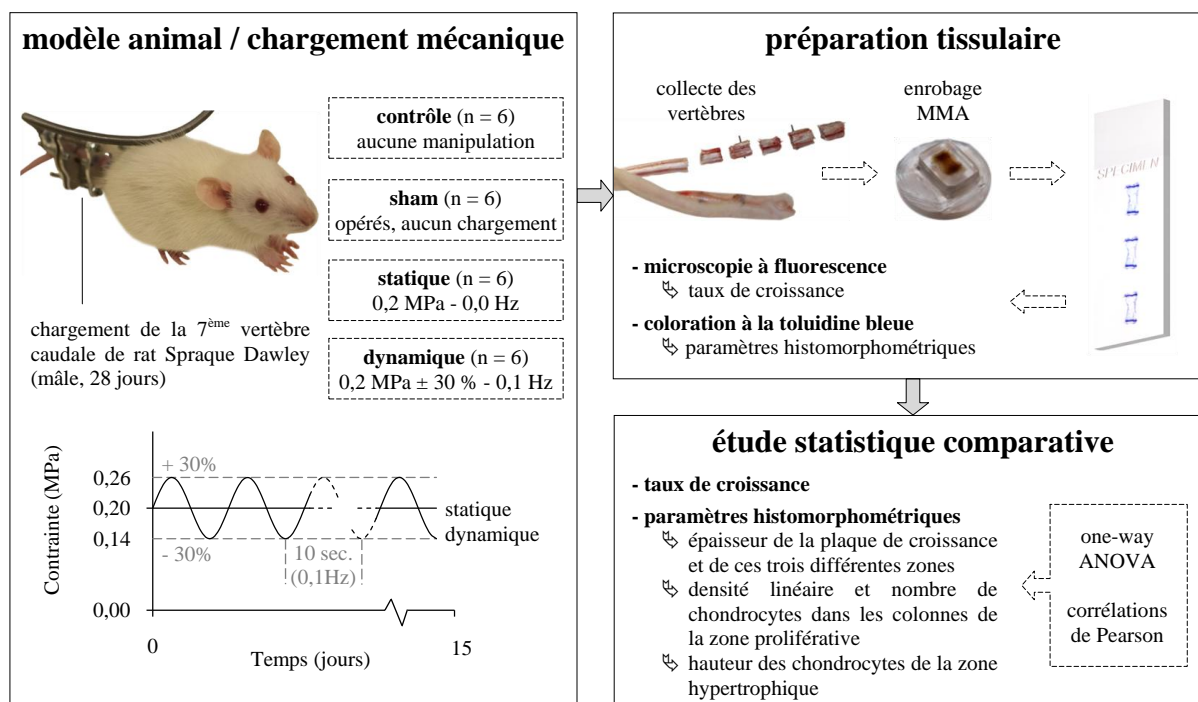 modèle animal / chargement mécanique
contrôle (n = 6)
aucune manipulation
sham (n = 6)
opérés, aucun chargement
statique (n = 6)
0,2 MPa - 0,0 Hz
dynamique (n = 6)
0,2 MPa ± 30 % - 0,1 Hz
chargement de la 7ème vertèbre
caudale de rat Spraque Dawley
(mâle, 28 jours)
Contrainte (MPa)
0,26
0,20
0,14
0,00
+ 30%
- 30%
10 sec.
(0,1Hz)
statique
dynamique
0
Temps (jours)
15
préparation tissulaire
collecte des
vertèbres
enrobage
MMA
SPECIMEN
- microscopie à fluorescence
taux de croissance
- coloration à la toluidine bleue
paramètres histomorphométriques
étude statistique comparative
- taux de croissance
- paramètres histomorphométriques
épaisseur de la plaque de croissance
et de ces trois différentes zones
densité linéaire et nombre de
chondrocytes dans les colonnes de
la zone proliférative
hauteur des chondrocytes de la zone
hypertrophique
one-way
ANOVA
corrélations
de Pearson